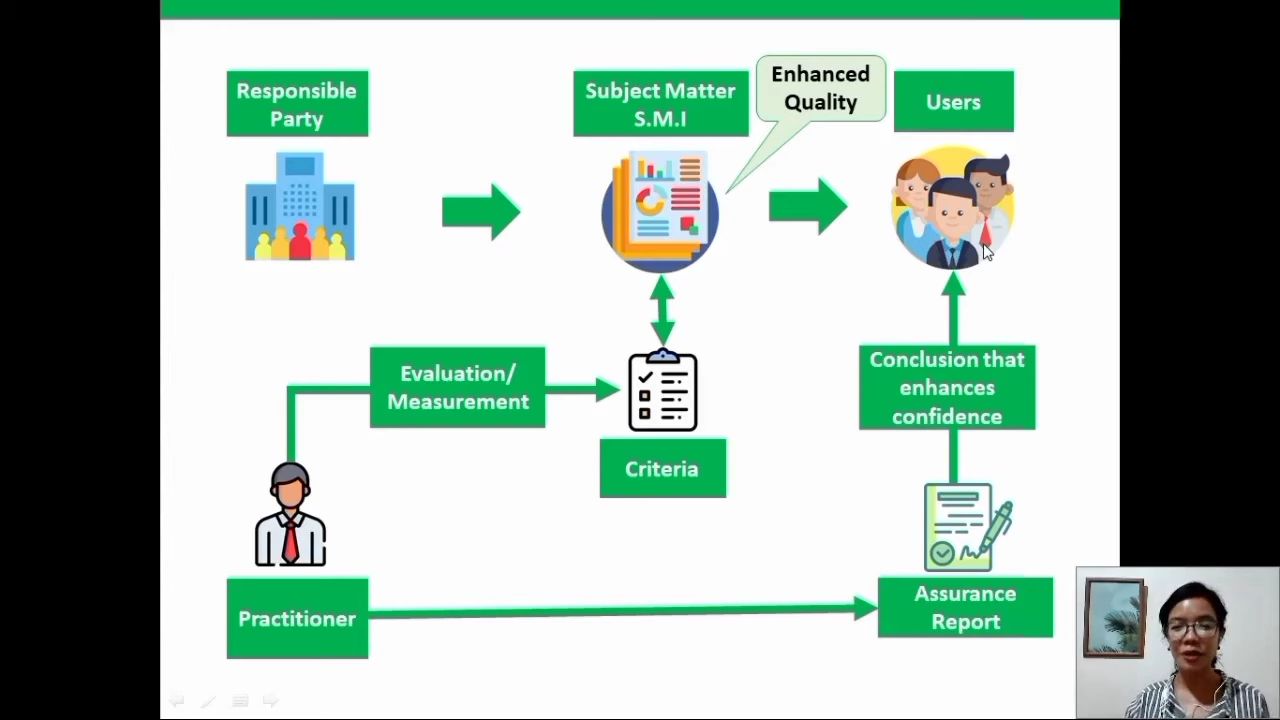 Responsible
Party
Subject Matter
S.M.I
Enhanced
Quality
Users
Evaluation/
Measurement
Criteria
Conclusion that
enhances
confidence
Practitioner
Assurance
Report